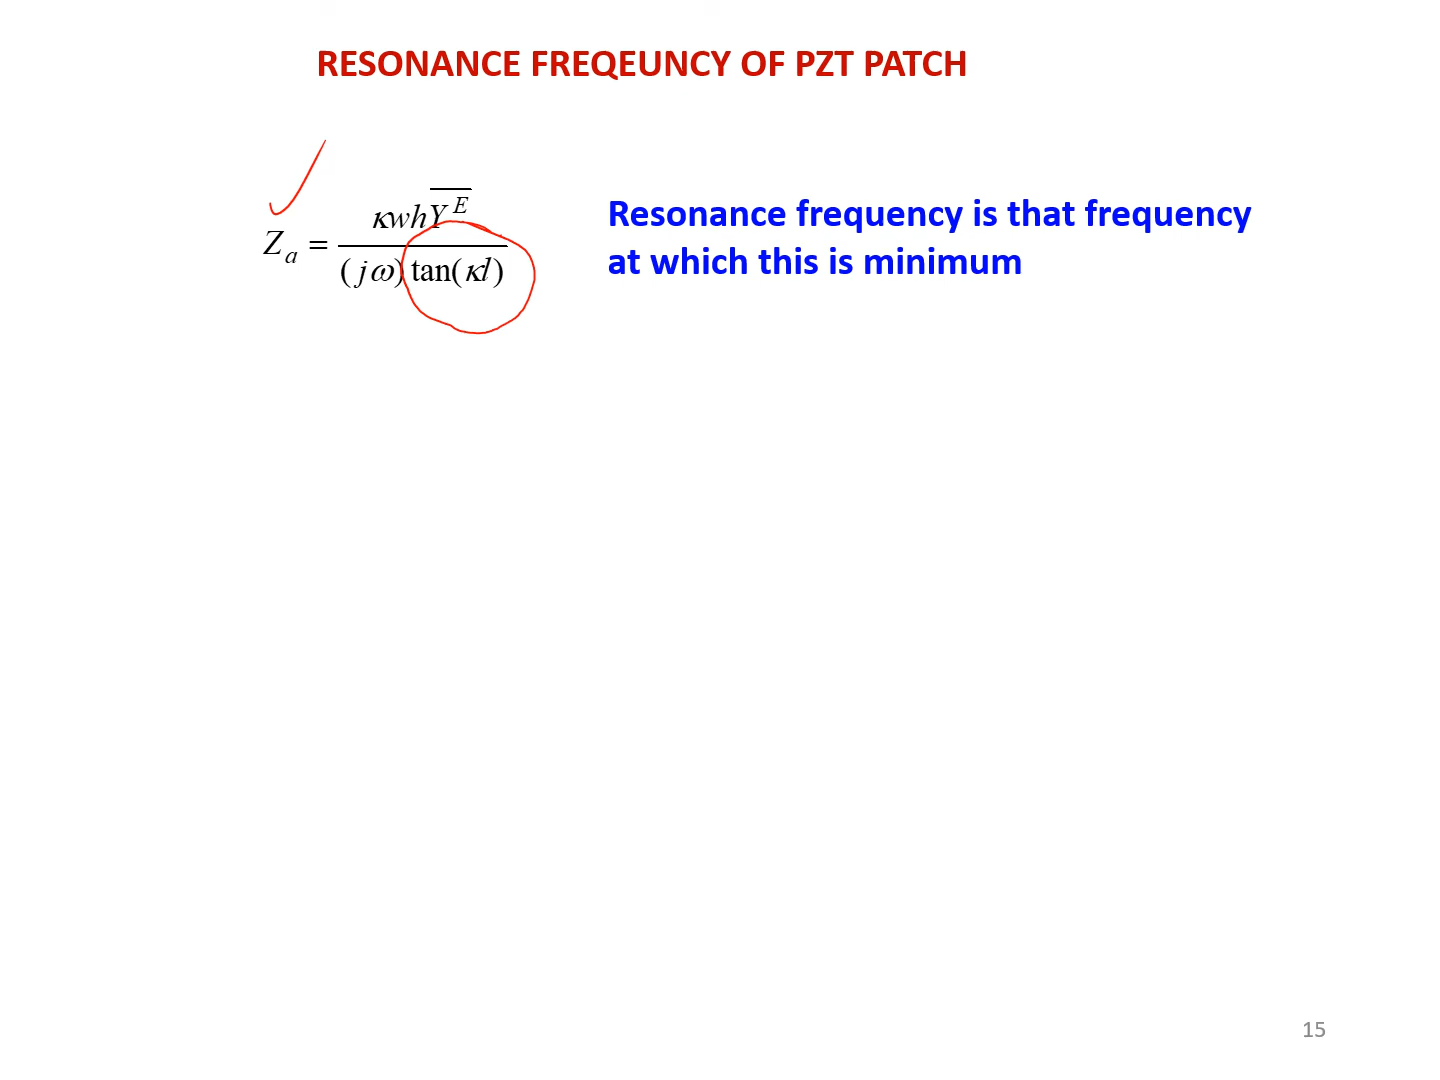 RESONANCE FREQEUNCY OF PZT PATCH
Z_a = \frac{κwh\overline{Y^E}}{(jω)\tan(κl)}
Resonance frequency is that frequency
at which this is minimum
15